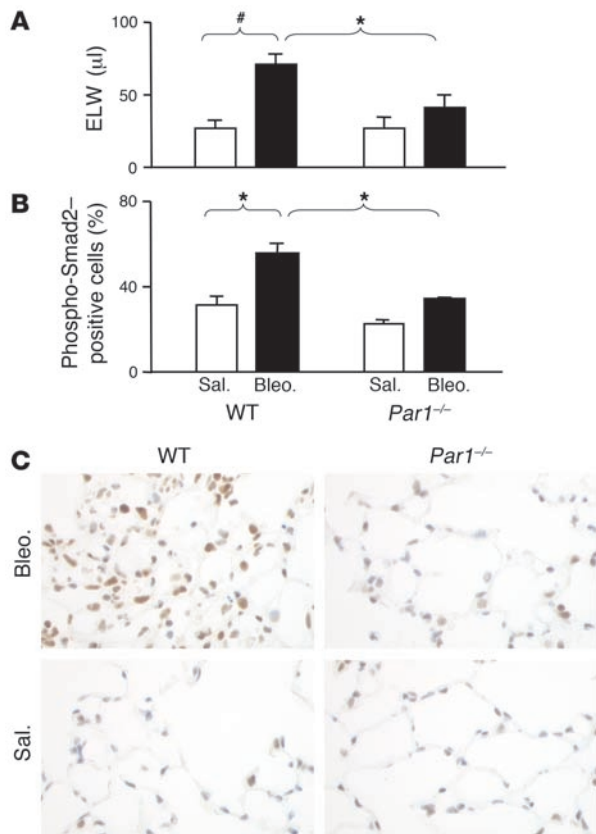 A
ELW (µl)
100
50
0
#
*
B
Phospho-Smad2–
positive cells (%)
80
40
0
*
*
Sal.
Bleo.
Sal.
Bleo.
WT
Par1–/–
C
WT
Par1–/–
Bleo.
Sal.